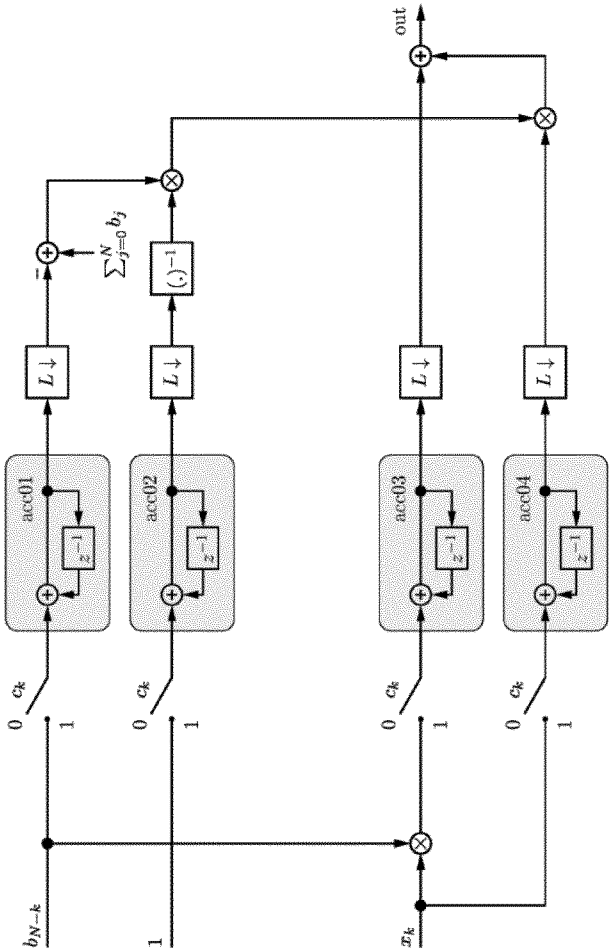 b_{N-k}
0
c_k
1
acc01
z^{-1}
L ↓
−
\sum_{j=0}^{N} b_j
1
0
c_k
1
acc02
z^{-1}
L ↓
(.)^{-1}
x_k
0
c_k
1
acc03
z^{-1}
L ↓
out
0
c_k
1
acc04
z^{-1}
L ↓